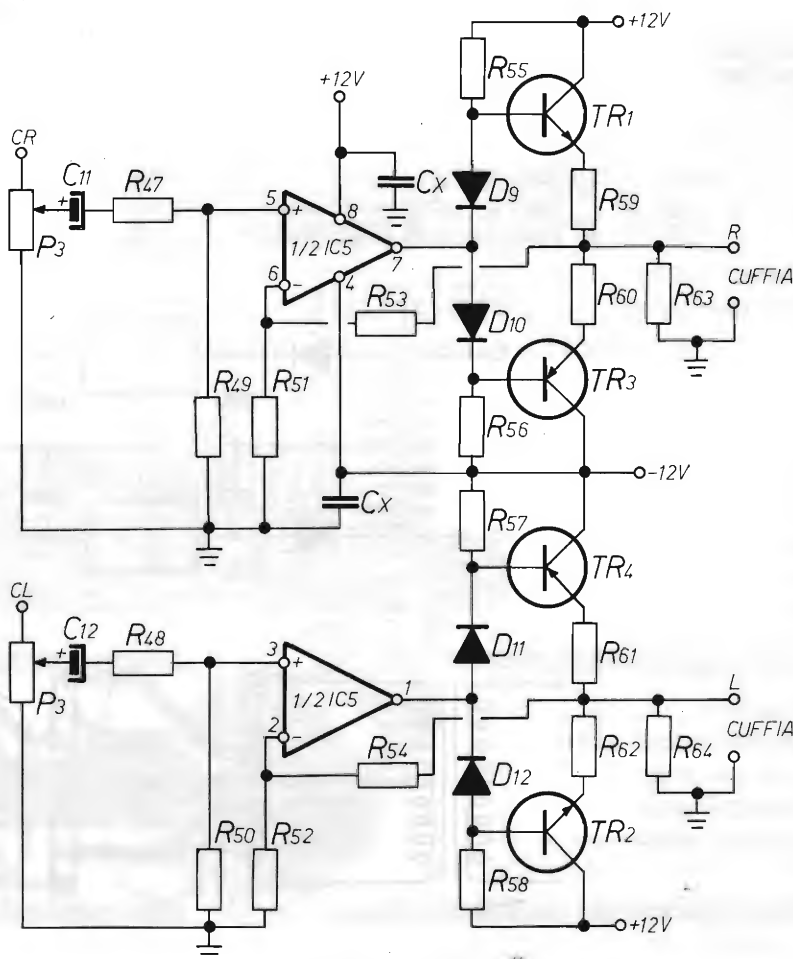 +12V
R55
+12V
TR1
CR
C11
+
R47
Cx
D9
5
+
8
R59
P3
1/2 IC5
7
R
6
-
4
R53
CUFFIA
R60
R63
D10
R49
R51
TR3
R56
Cx
-12V
R57
TR4
CL
C12
+
R48
D11
R61
3
+
P3
1/2 IC5
1
L
2
-
R54
CUFFIA
R62
R64
D12
R50
R52
TR2
R58
+12V